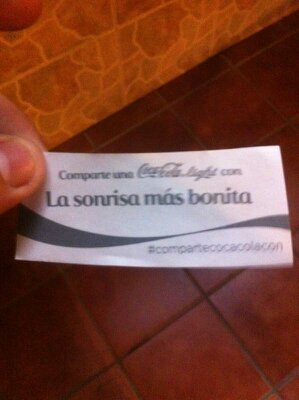 Comparte una Coca-Cola light con
La sonrisa más bonita
#compartecocacolacon